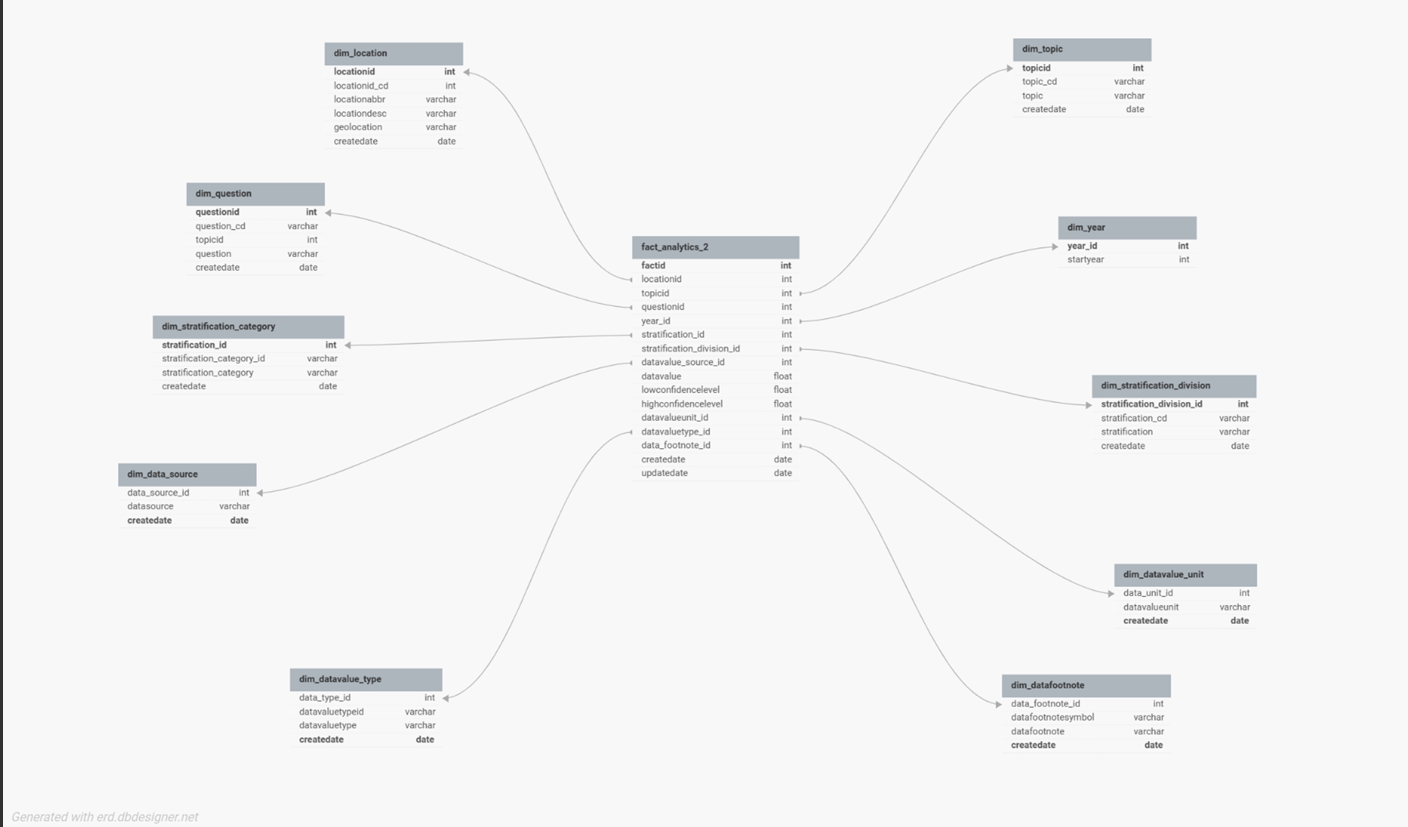 dim_location
locationid int
locationid_cd int
locationabbr varchar
locationdesc varchar
geolocation varchar
createdate date
dim_topic
topicid int
topic_cd varchar
topic varchar
createdate date
dim_question
questionid int
question_cd varchar
topicid int
question varchar
createdate date
dim_year
year_id int
startyear int
fact_analytics_2
factid int
locationid int
topicid int
questionid int
year_id int
stratification_id int
stratification_division_id int
datavalue_source_id int
datavalue float
lowconfidencelevel float
highconfidencelevel float
datavalueunit_id int
datavaluetype_id int
data_footnote_id int
createdate date
updatedate date
dim_stratification_category
stratification_id int
stratification_category_id varchar
stratification_category varchar
createdate date
dim_stratification_division
stratification_division_id int
stratification_cd varchar
stratification varchar
createdate date
dim_data_source
data_source_id int
datasource varchar
createdate date
dim_datavalue_unit
data_unit_id int
datavalueunit varchar
createdate date
dim_datavalue_type
data_type_id int
datavaluetypeid varchar
datavaluetype varchar
createdate date
dim_datafootnote
data_footnote_id int
datafootnotesymbol varchar
datafootnote varchar
createdate date
Generated with erd.dbdesigner.net